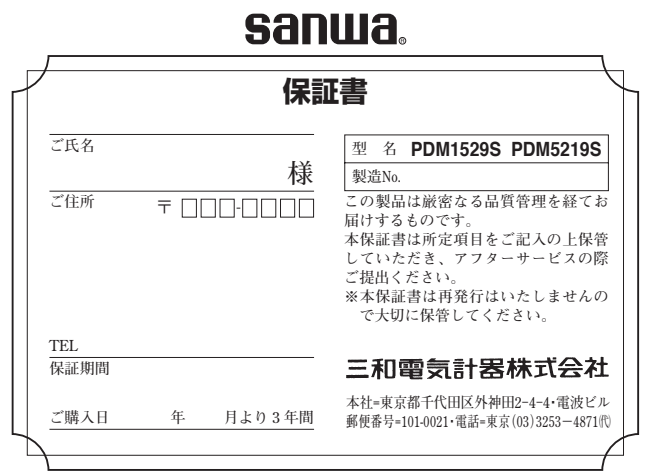 sanwa®
保証書
ご氏名
様
ご住所 〒□□□-□□□□
TEL
保証期間
ご購入日 年 月より3年間
型 名 PDM1529S PDM5219S
製造No.
この製品は厳密なる品質管理を経てお
届けするものです。
本保証書は所定項目をご記入の上保管
していただき、アフターサービスの際
ご提出ください。
※本保証書は再発行はいたしませんの
で大切に保管してください。
三和電気計器株式会社
本社=東京都千代田区外神田2-4-4・電波ビル
郵便番号=101-0021・電話=東京(03)3253-4871㈹